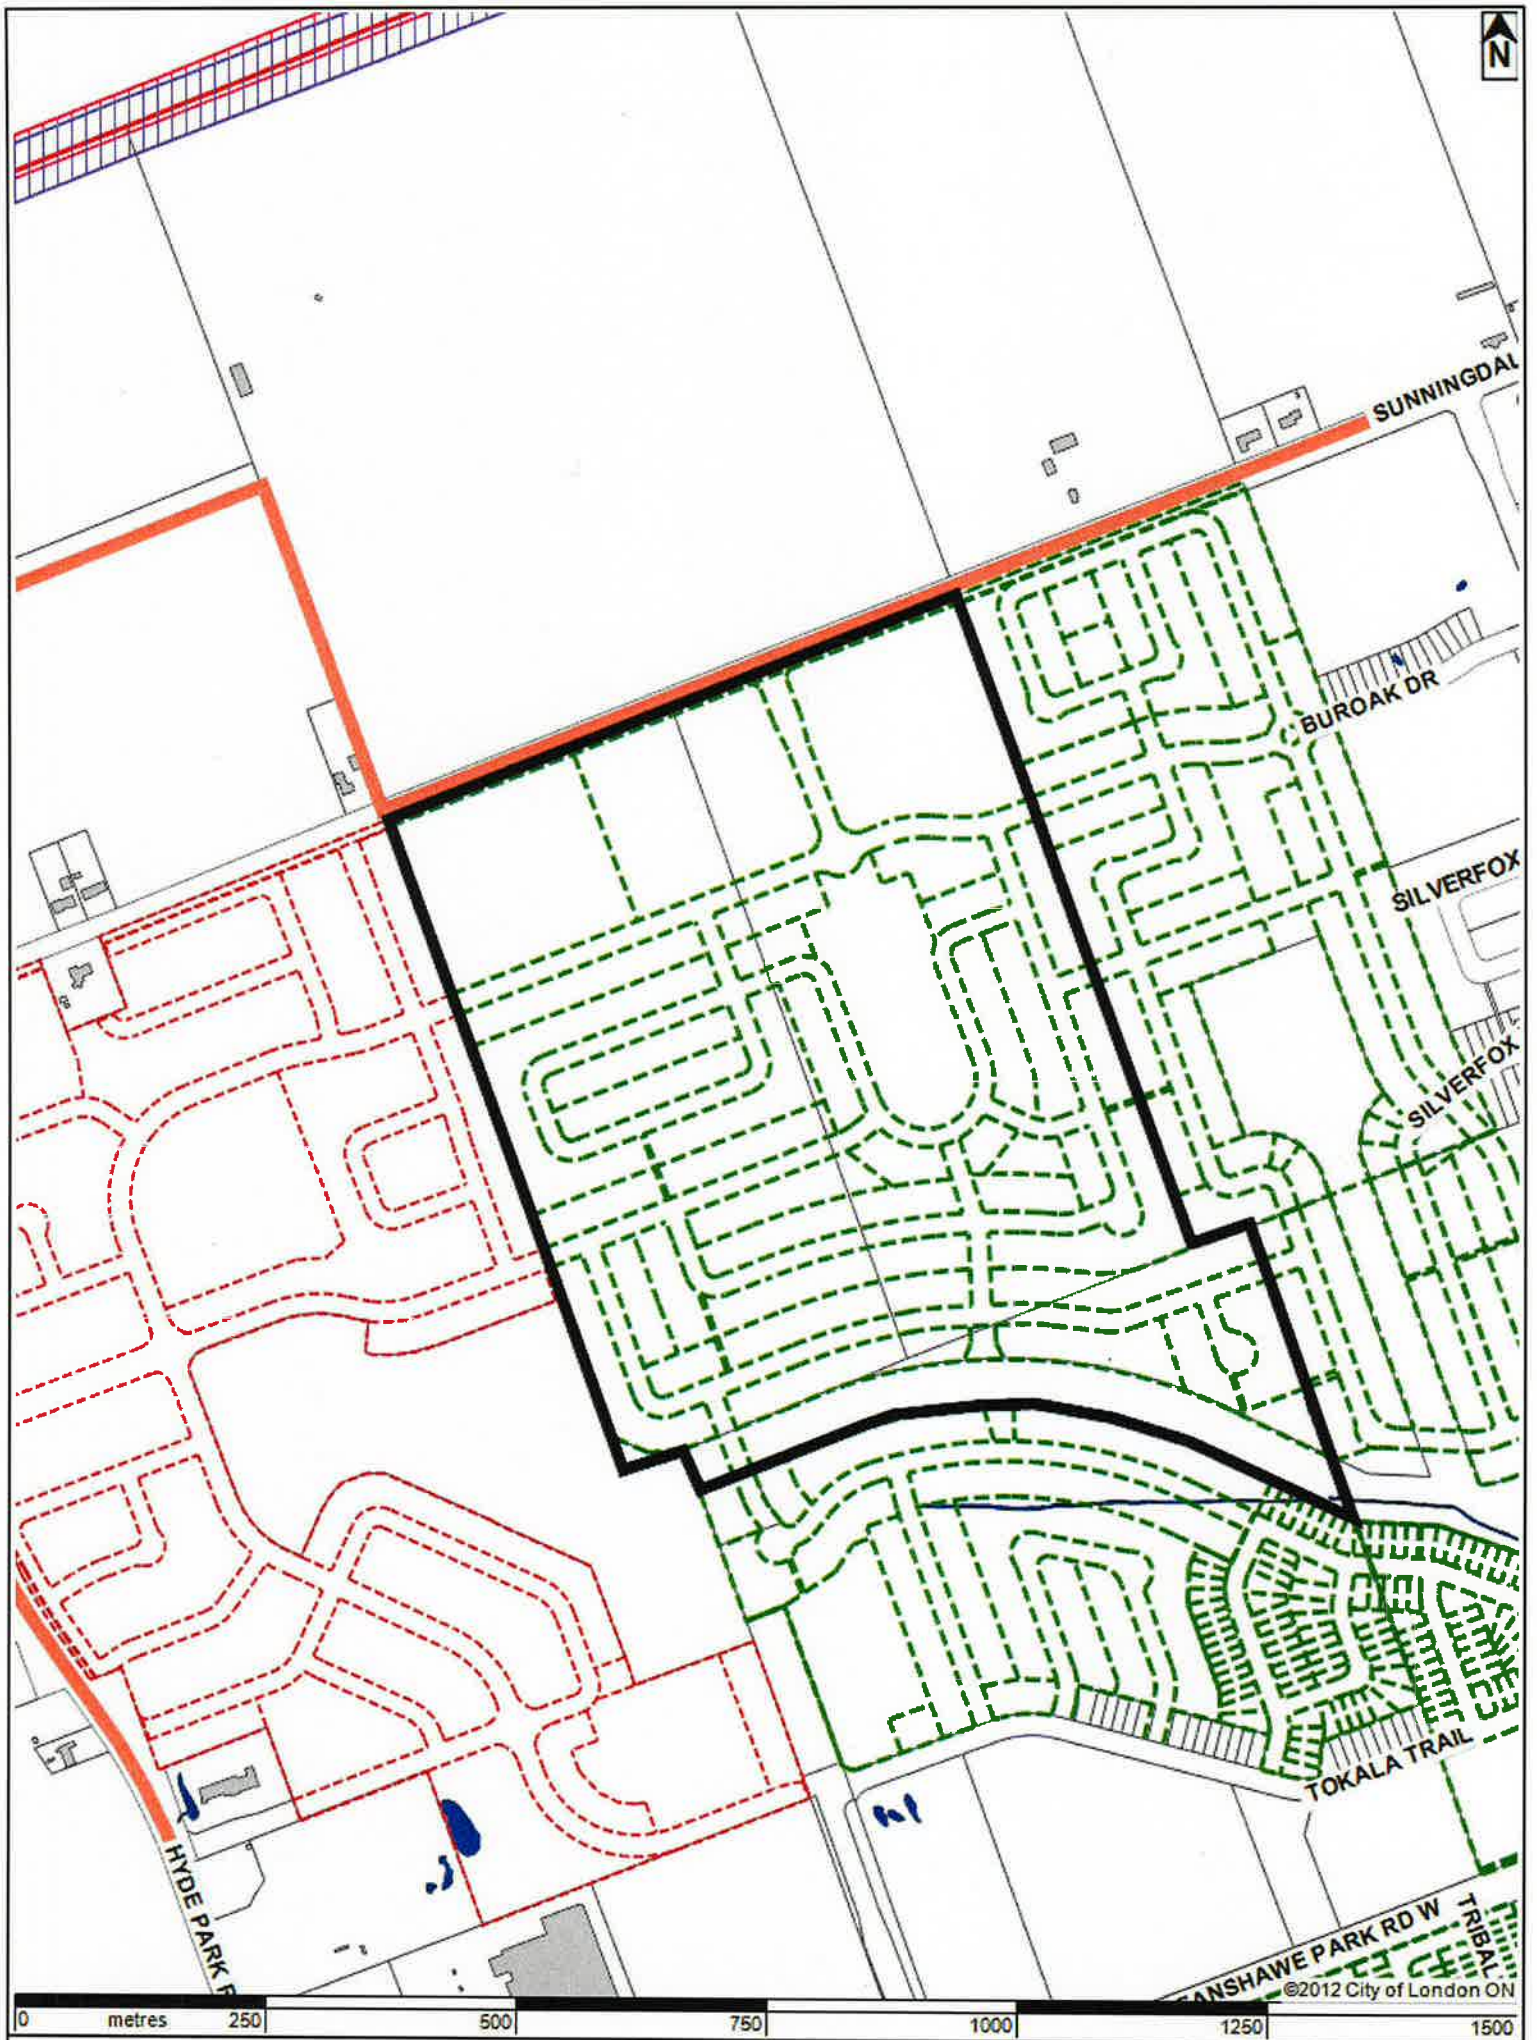 N
SUNNINGDAL
BUROAK DR
SILVERFOX
SILVERFOX
TOKALA TRAIL
HYDE PARK R
ANSHAWE PARK RD W
TRIBAL
©2012 City of London ON
0 metres 250 500 750 1000 1250 1500